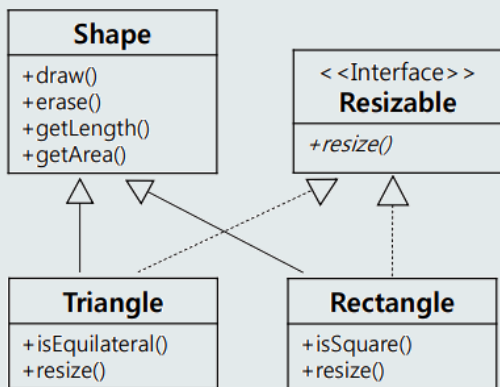 Shape
+draw()
+erase()
+getLength()
+getArea()
< <Interface> >
Resizable
+resize()
Triangle
+isEquilateral()
+resize()
Rectangle
+isSquare()
+resize()